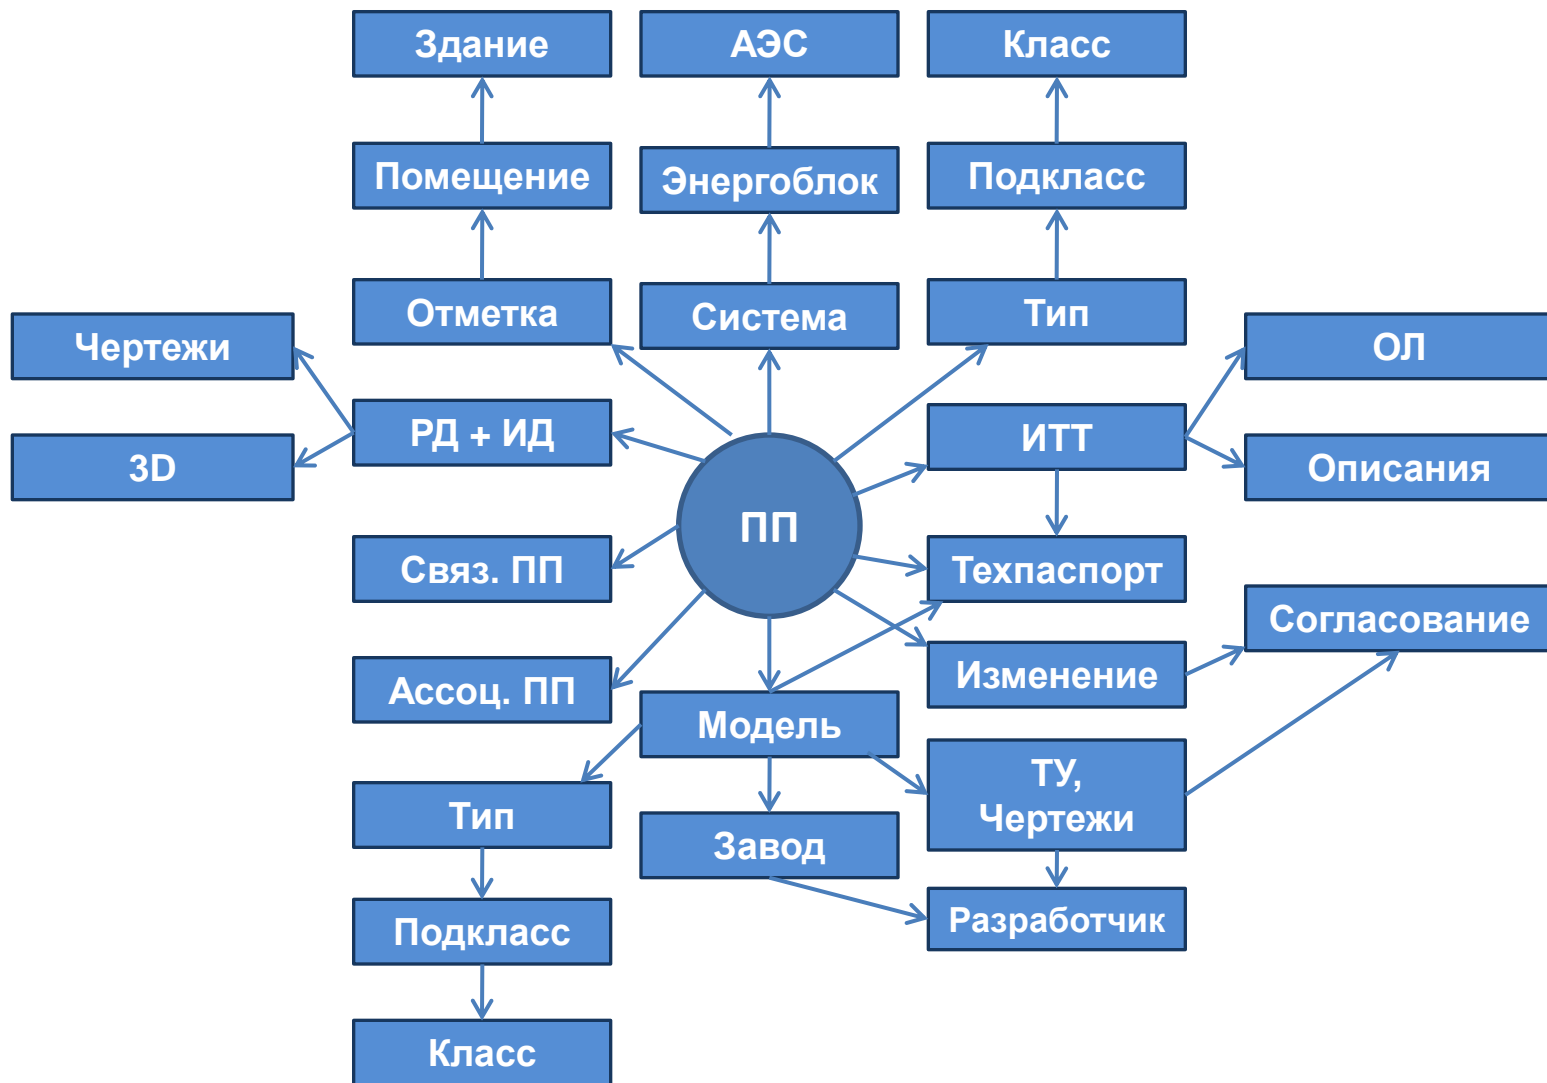 Здание
АЭС
Класс
Помещение
Энергоблок
Подкласс
Отметка
Система
Тип
Чертежи
ОЛ
РД + ИД
ИТТ
3D
Описания
ПП
Связ. ПП
Техпаспорт
Согласование
Ассоц. ПП
Изменение
Модель
ТУ,
Чертежи
Тип
Завод
Подкласс
Разработчик
Класс